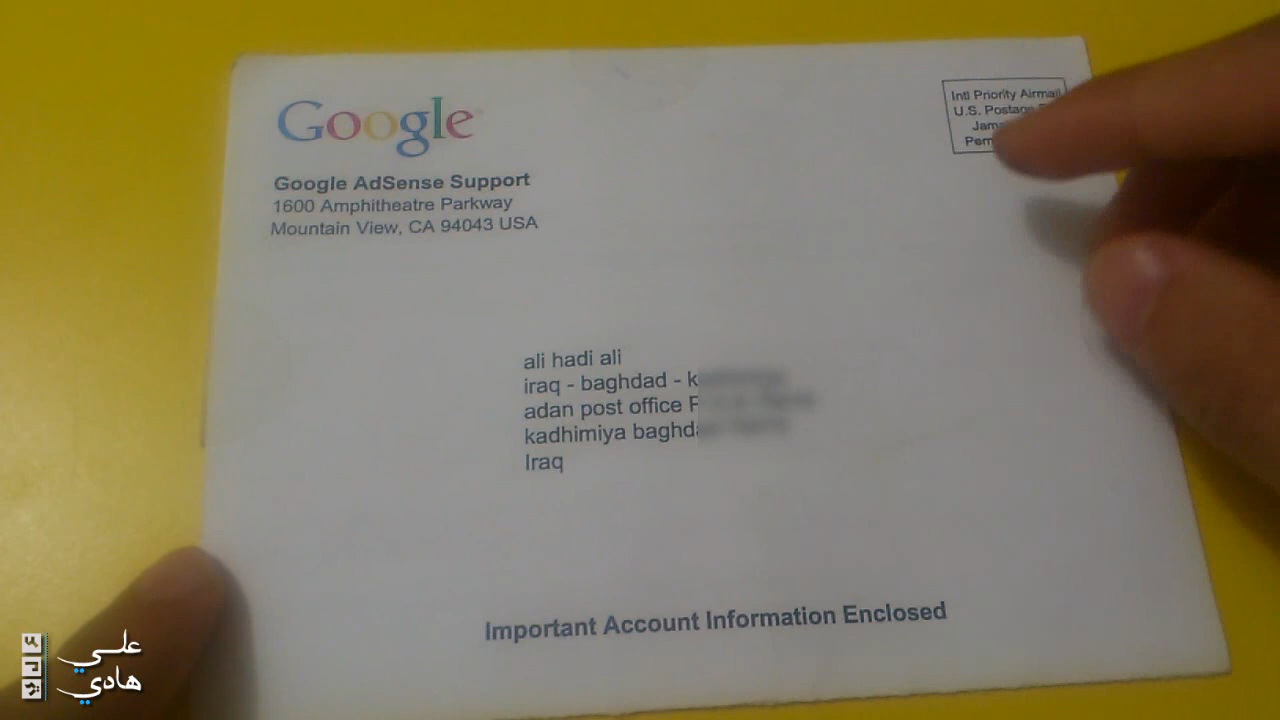 Google
Google AdSense Support
1600 Amphitheatre Parkway
Mountain View, CA 94043 USA
Intl Priority Airmail
U.S. Postage
ali hadi ali
iraq - baghdad -
adan post office
kadhimiya
Iraq
Important Account Information Enclosed
علي
هادي